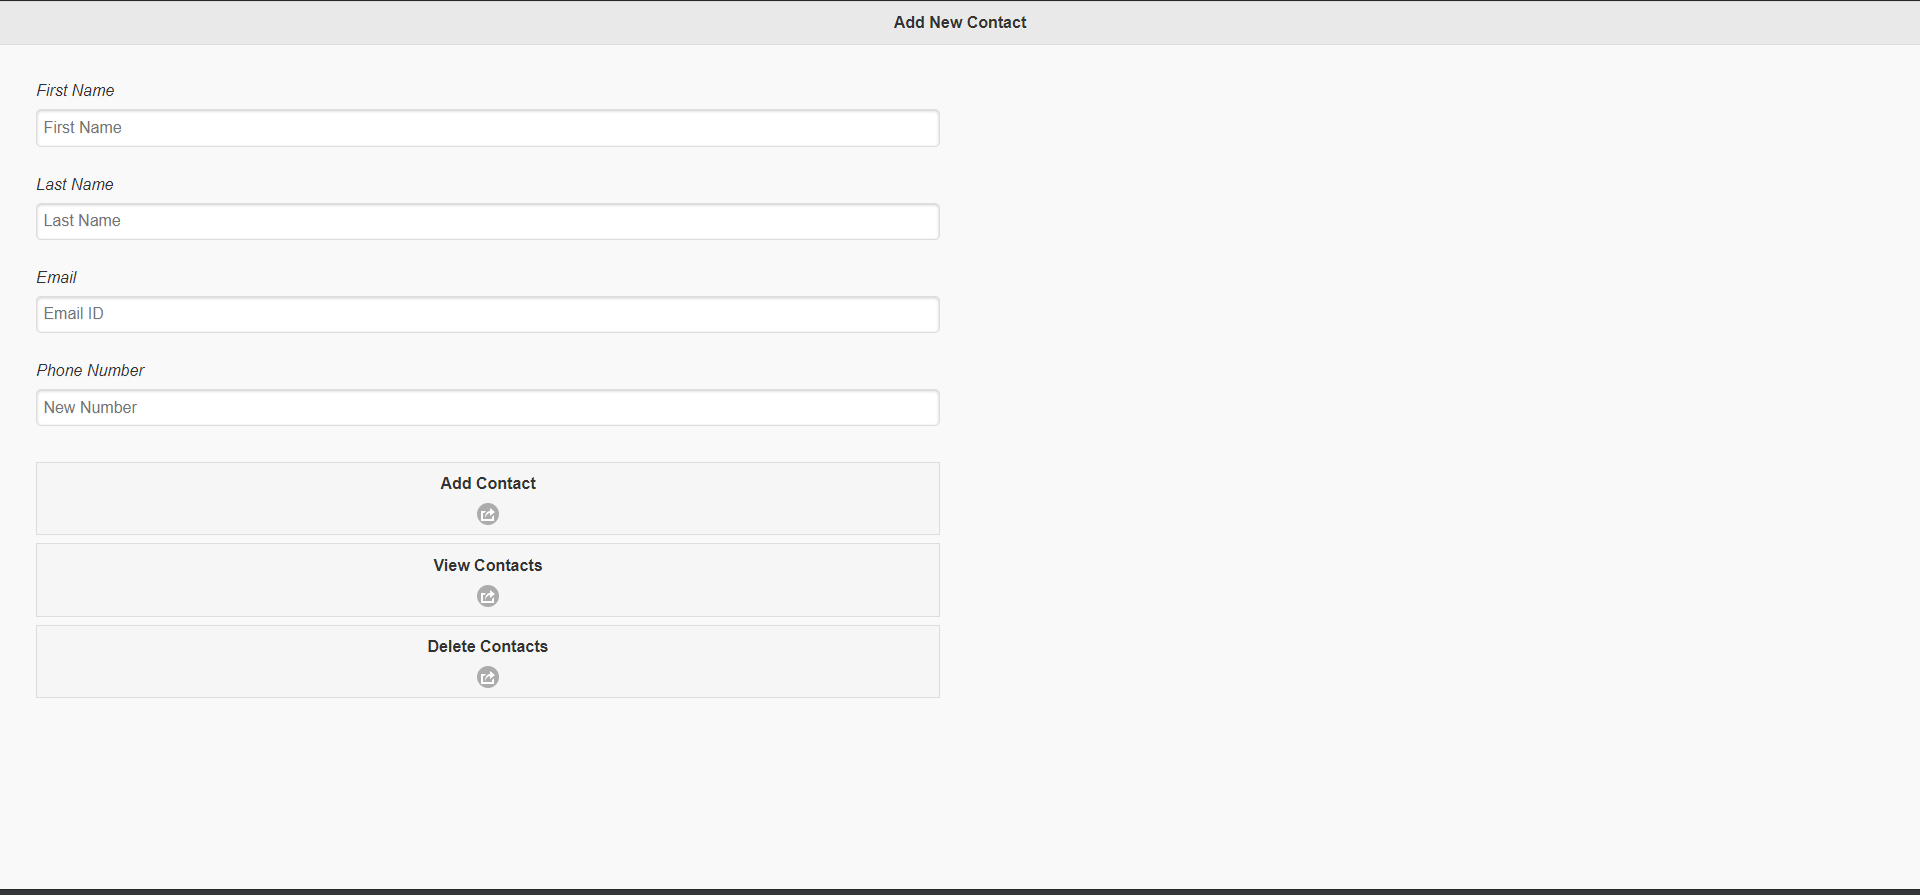 Add New Contact
First Name
First Name
Last Name
Last Name
Email
Email ID
Phone Number
New Number
Add Contact
View Contacts
Delete Contacts